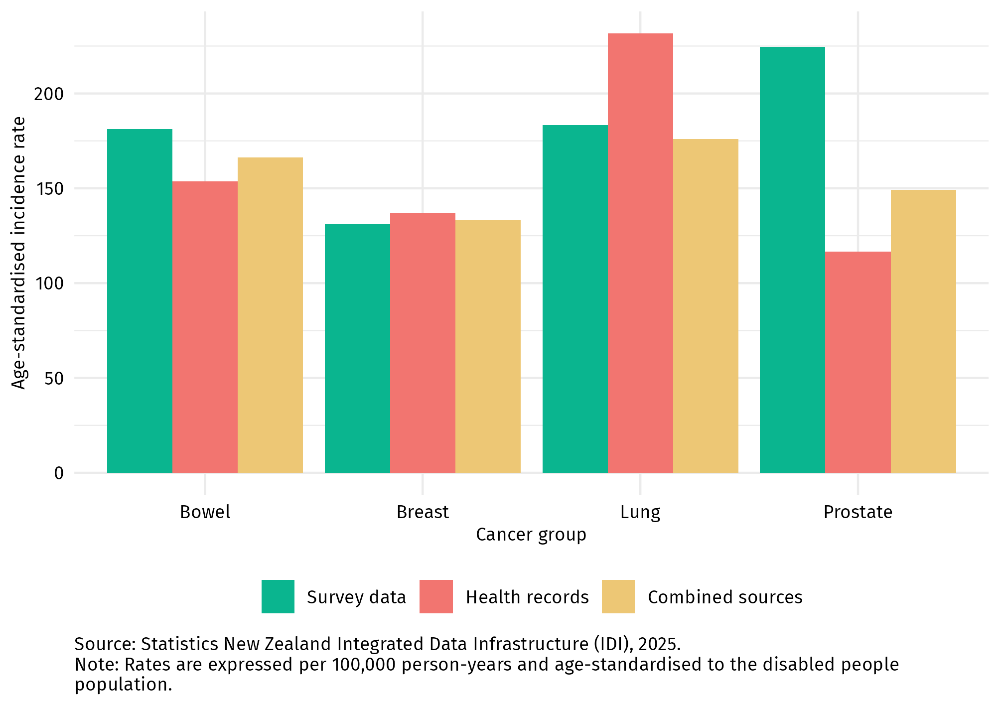 Age-standardised incidence rate
200
150
100
50
0
Bowel Breast Lung Prostate
Cancer group
Survey data Health records Combined sources
Source: Statistics New Zealand Integrated Data Infrastructure (IDI), 2025.
Note: Rates are expressed per 100,000 person-years and age-standardised to the disabled people
population.